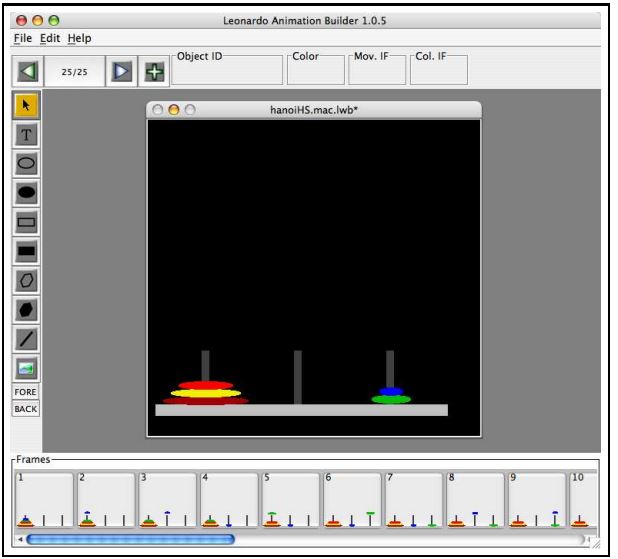 Leonardo Animation Builder 1.0.5
File Edit Help
25/25
Object ID
Color
Mov. IF
Col. IF
hanoiHS.mac.lwb*
T
FORE
BACK
Frames
1 2 3 4 5 6 7 8 9 10